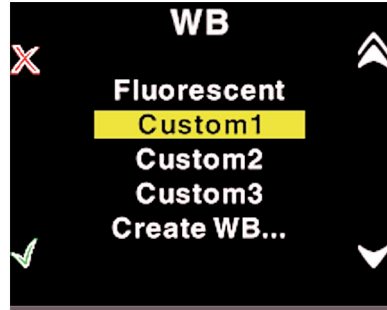 WB
Fluorescent
Custom1
Custom2
Custom3
Create WB...